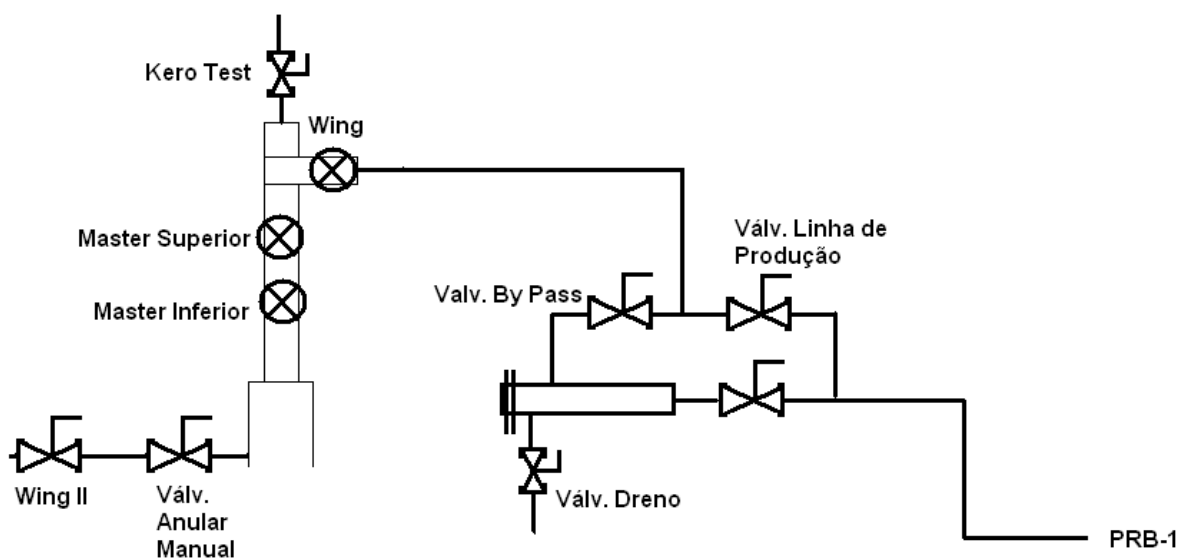 Kero Test
Wing
Master Superior
Válv. Linha de
Produção
Valv. By Pass
Master Inferior
Wing II
Válv.
Anular
Manual
Válv. Dreno
PRB-1